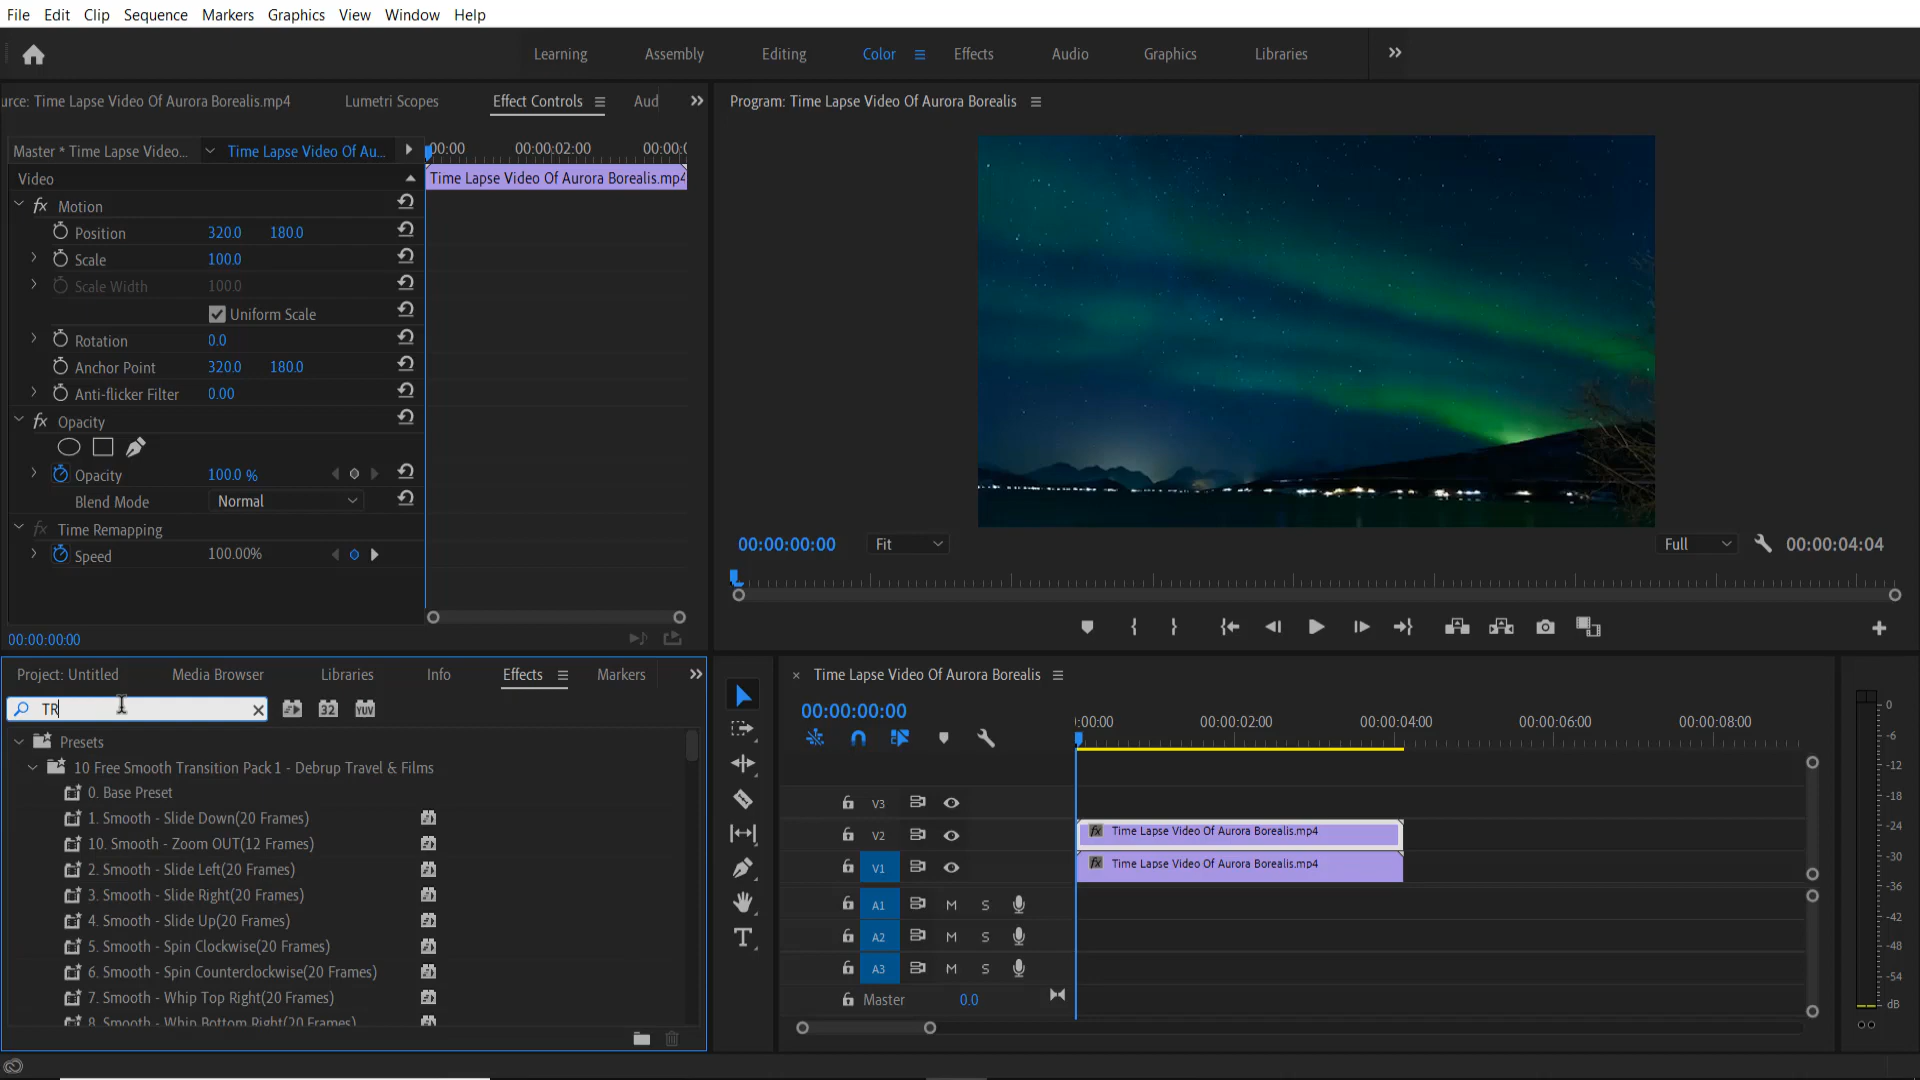 File Edit Clip Sequence Markers Graphics View Window Help
Learning Assembly Editing Color Effects Audio Graphics Libraries
urce: Time Lapse Video Of Aurora Borealis.mp4 Lumetri Scopes Effect Controls Aud
Program: Time Lapse Video Of Aurora Borealis
Master * Time Lapse Video... Time Lapse Video Of Au...
:00:00 00:00:02:00 00:00:0
Video
Time Lapse Video Of Aurora Borealis.mp4
fx Motion
Position 320.0 180.0
Scale 100.0
Scale Width 100.0
Uniform Scale
Rotation 0.0
Anchor Point 320.0 180.0
Anti-flicker Filter 0.00
fx Opacity
Opacity 100.0 %
Blend Mode Normal
fx Time Remapping
Speed 100.00%
00:00:00:00
00:00:00:00 Fit Full 00:00:04:04
Project: Untitled Media Browser Libraries Info Effects Markers
TR 32 YUV
Presets
10 Free Smooth Transition Pack 1 - Debrup Travel & Films
0. Base Preset
1. Smooth - Slide Down(20 Frames)
10. Smooth - Zoom OUT(12 Frames)
2. Smooth - Slide Left(20 Frames)
3. Smooth - Slide Right(20 Frames)
4. Smooth - Slide Up(20 Frames)
5. Smooth - Spin Clockwise(20 Frames)
6. Smooth - Spin Counterclockwise(20 Frames)
7. Smooth - Whip Top Right(20 Frames)
8. Smooth - Whip Bottom Right(20 Frames)
× Time Lapse Video Of Aurora Borealis
00:00:00:00
:00:00 00:00:02:00 00:00:04:00 00:00:06:00 00:00:08:00
V3
V2 fx Time Lapse Video Of Aurora Borealis.mp4
V1 fx Time Lapse Video Of Aurora Borealis.mp4
A1 M S
A2 M S
A3 M S
Master 0.0
0
-6
-12
-18
-24
-30
-36
-42
-48
-54
dB